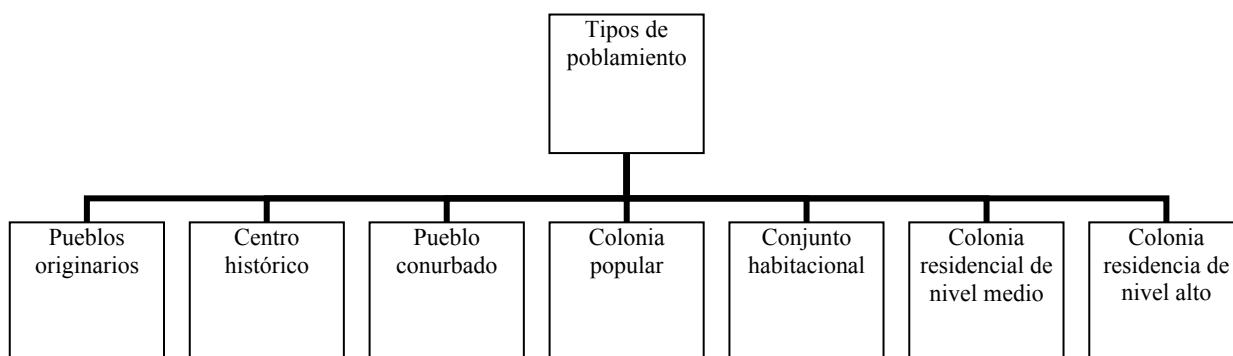 Tipos de
poblamiento
Pueblos
originarios
Centro
histórico
Pueblo
conurbado
Colonia
popular
Conjunto
habitacional
Colonia
residencial de
nivel medio
Colonia
residencia de
nivel alto